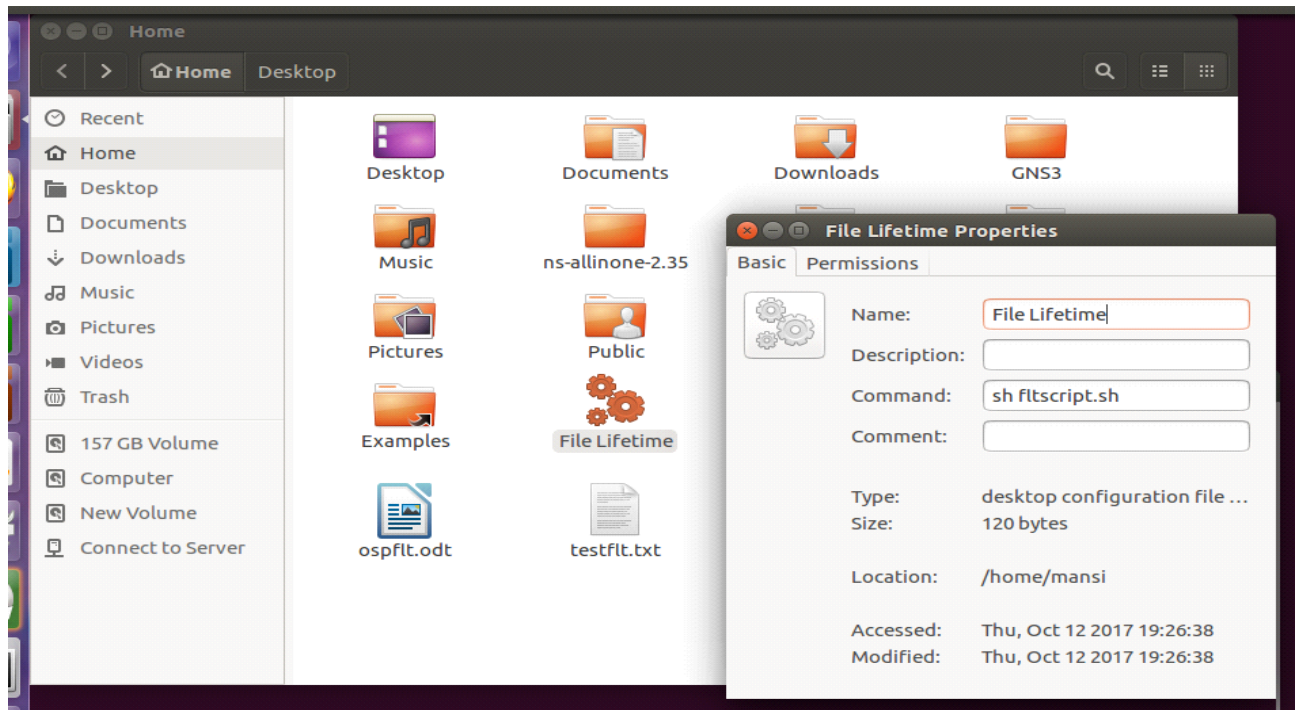 Home
Home Desktop
Recent
Home
Desktop
Documents
Downloads
Music
Pictures
Videos
Trash
157 GB Volume
Computer
New Volume
Connect to Server
Desktop
Documents
Downloads
GNS3
Music
ns-allinone-2.35
Pictures
Public
Examples
File Lifetime
ospflt.odt
testflt.txt
File Lifetime Properties
Basic Permissions
Name: File Lifetime
Description:
Command: sh fltscript.sh
Comment:
Type: desktop configuration file ...
Size: 120 bytes
Location: /home/mansi
Accessed: Thu, Oct 12 2017 19:26:38
Modified: Thu, Oct 12 2017 19:26:38